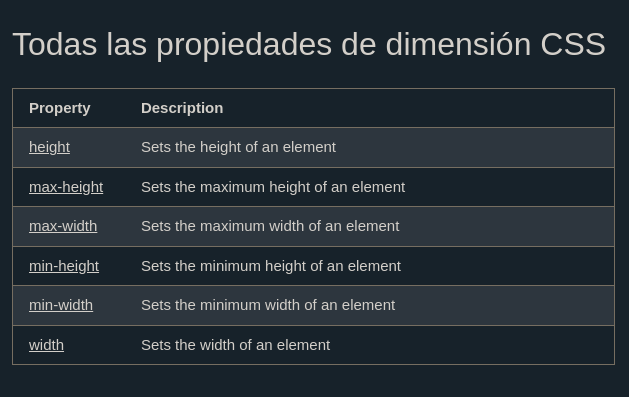 Todas las propiedades de dimensión CSS
Property Description
height Sets the height of an element
max-height Sets the maximum height of an element
max-width Sets the maximum width of an element
min-height Sets the minimum height of an element
min-width Sets the minimum width of an element
width Sets the width of an element